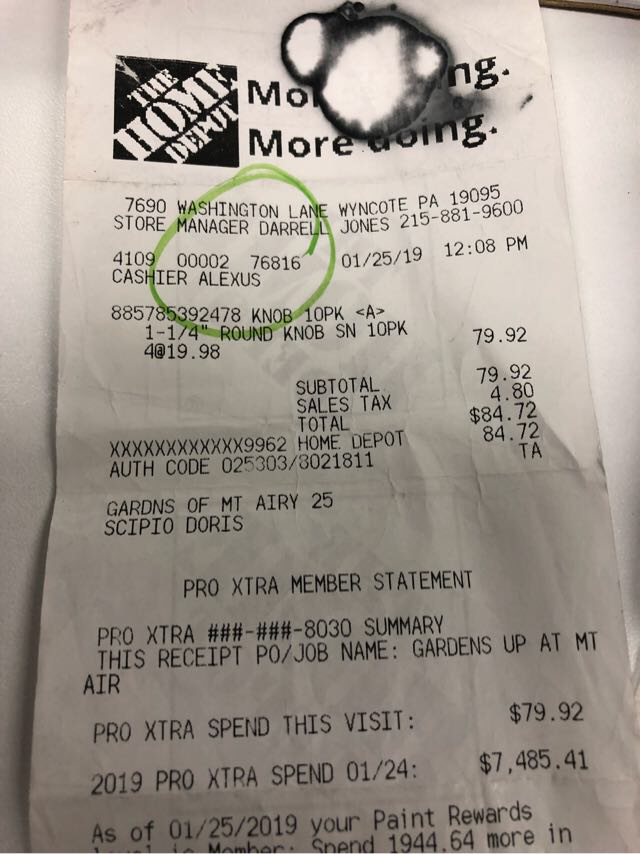 THE
HOME
DEPOT
ng.
More doing.
7690 WASHINGTON LANE WYNCOTE PA 19095
STORE MANAGER DARRELL JONES 215-881-9600
4109 00002 76816 01/25/19 12:08 PM
CASHIER ALEXUS
885785392478 KNOB 10PK <A>
1-1/4" ROUND KNOB SN 10PK
4@19.98 79.92
SUBTOTAL 79.92
SALES TAX 4.80
TOTAL $84.72
XXXXXXXXXXXX9962 HOME DEPOT 84.72
AUTH CODE 025303/8021811 TA
GARDNS OF MT AIRY 25
SCIPIO DORIS
PRO XTRA MEMBER STATEMENT
PRO XTRA ###-###-8030 SUMMARY
THIS RECEIPT PO/JOB NAME: GARDENS UP AT MT
AIR
PRO XTRA SPEND THIS VISIT: $79.92
2019 PRO XTRA SPEND 01/24: $7,485.41
As of 01/25/2019 your Paint Rewards
level is Member; Spend 1944.64 more in